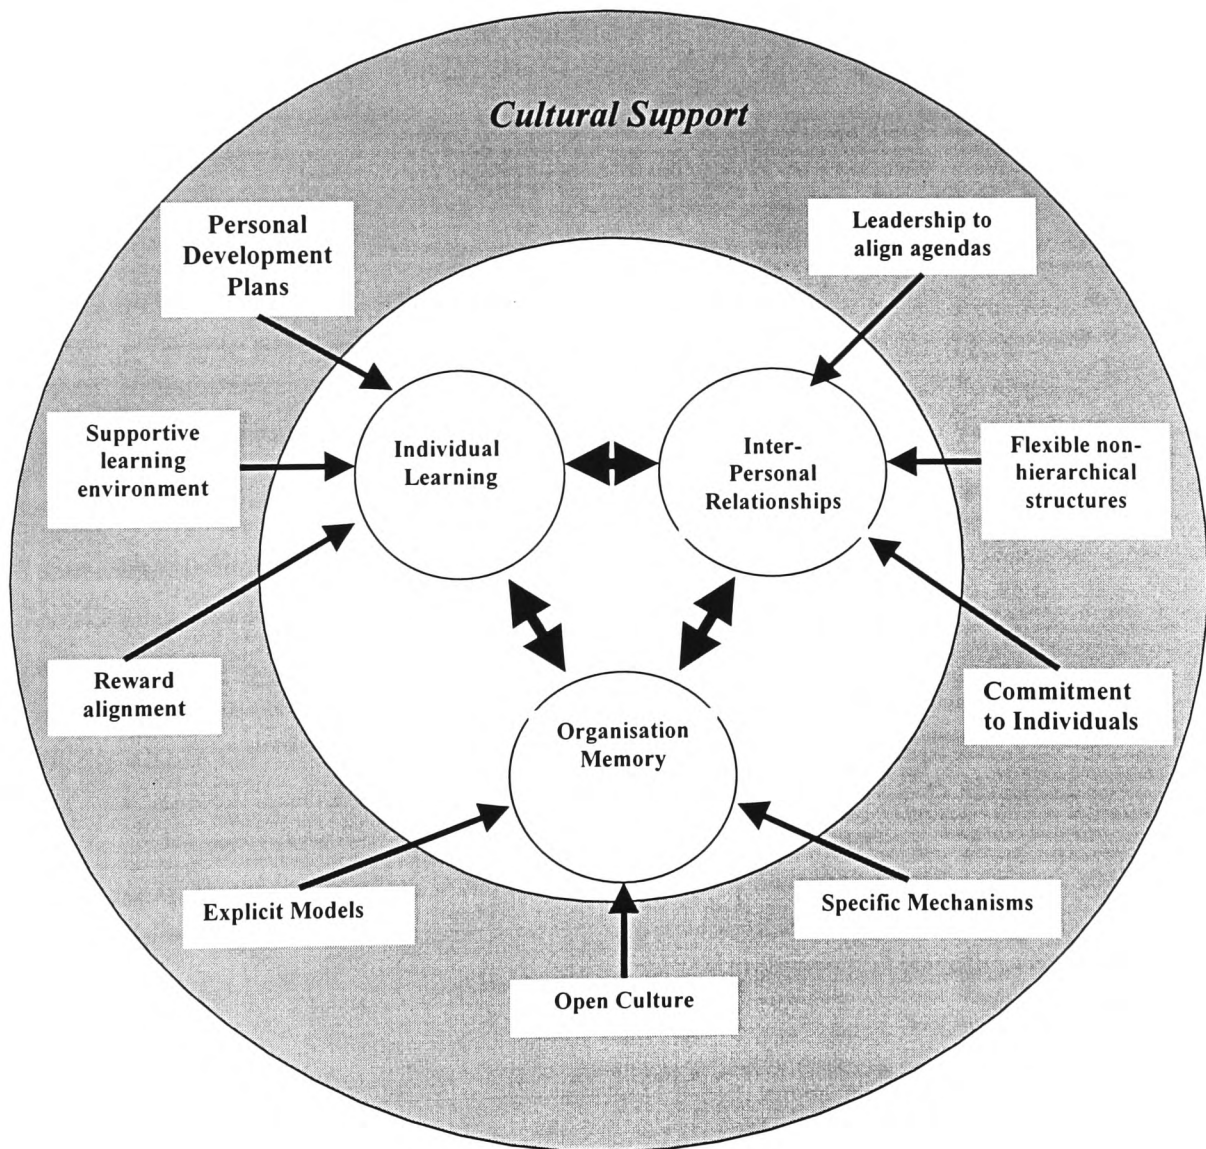 Cultural Support
Personal
Development
Plans
Leadership to
align agendas
Supportive
learning
environment
Individual
Learning
Inter-
Personal
Relationships
Flexible non-
hierarchical
structures
Reward
alignment
Commitment
to Individuals
Organisation
Memory
Explicit Models
Specific Mechanisms
Open Culture